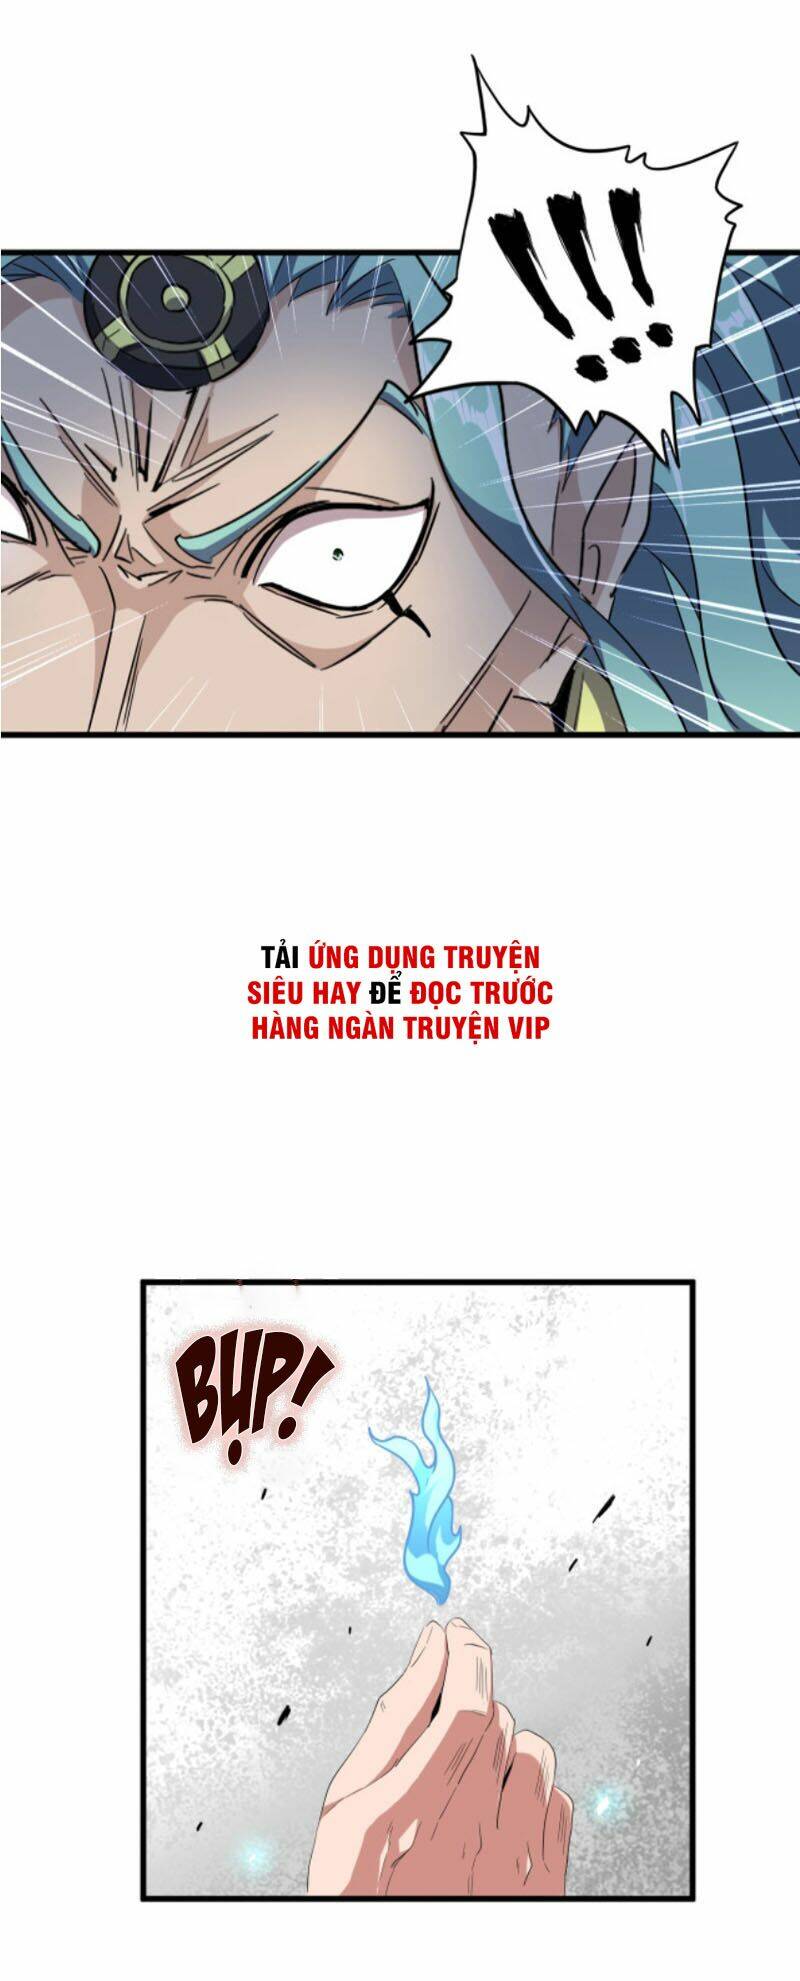 !!!
TẢI ỨNG DỤNG TRUYỆN
SIÊU HAY ĐỂ ĐỌC TRƯỚC
HÀNG NGÀN TRUYỆN VIP
BỤP!